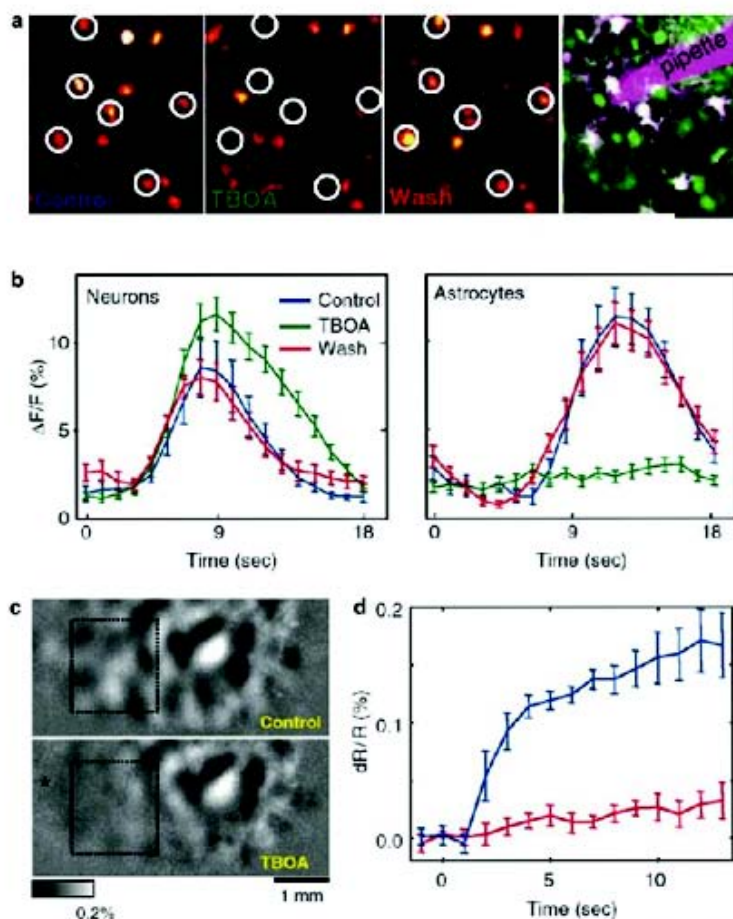 a
Control
TBOA
Wash
pipette
b
Neurons
Control
TBOA
Wash
Astrocytes
ΔF/F (%)
10
5
0
0 9 18
Time (sec)
0 9 18
Time (sec)
c
Control
*
TBOA
0.2%
1 mm
d
dR/R (%)
0.2
0.1
0.0
0 5 10
Time (sec)